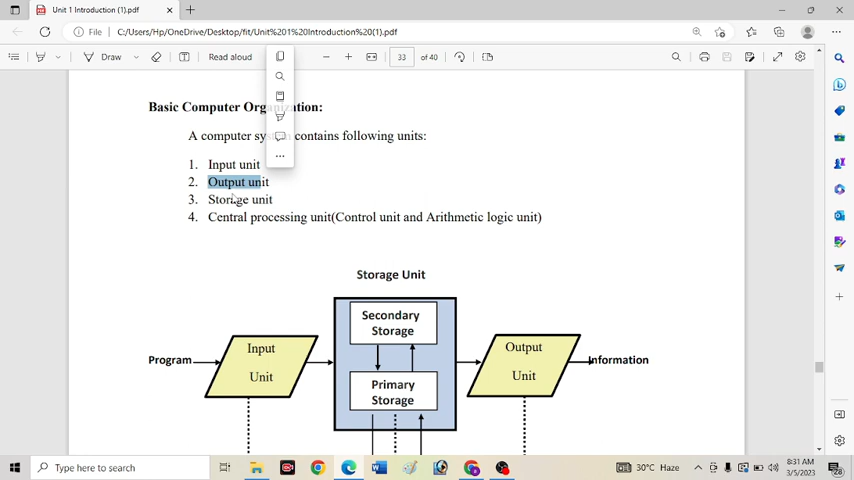 Unit 1 Introduction (1).pdf
File
C:/Users/Hp/OneDrive/Desktop/fit/Unit%201%20Introduction%20(1).pdf
Draw
Read aloud
33
of 40
Basic Computer Organization:
A computer system contains following units:
1. Input unit
2. Output unit
3. Storage unit
4. Central processing unit(Control unit and Arithmetic logic unit)
Storage Unit
Secondary
Storage
Program
Input
Unit
Output
Unit
Information
Primary
Storage
Type here to search
30°C Haze
8:31 AM
3/5/2023